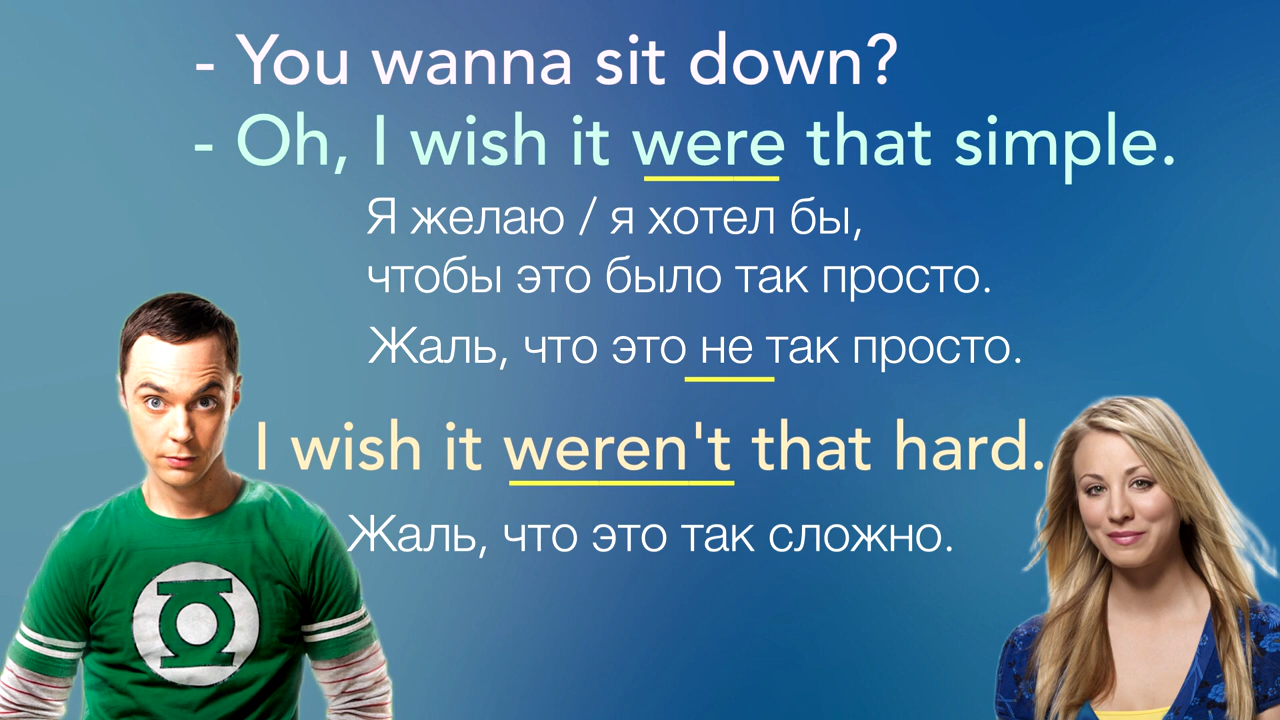 - You wanna sit down?
- Oh, I wish it were that simple.
Я желаю / я хотел бы,
чтобы это было так просто.
Жаль, что это не так просто.
I wish it weren't that hard.
Жаль, что это так сложно.